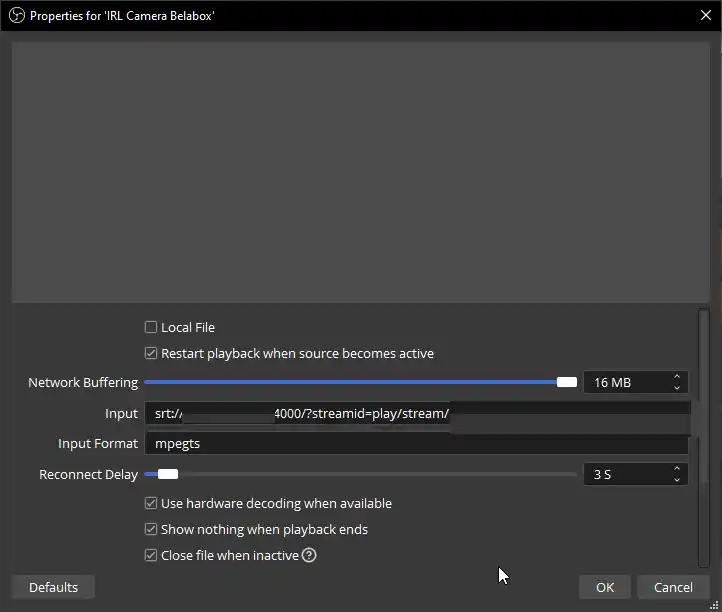 Properties for 'IRL Camera Belabox'
Local File
Restart playback when source becomes active
Network Buffering 16 MB
Input srt:// 4000/?streamid=play/stream/
Input Format mpegts
Reconnect Delay 3 S
Use hardware decoding when available
Show nothing when playback ends
Close file when inactive ?
Defaults OK Cancel